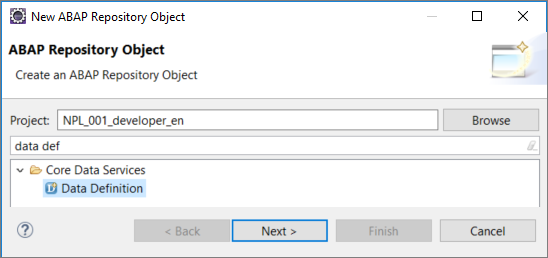 New ABAP Repository Object
ABAP Repository Object
Create an ABAP Repository Object
Project: NPL_001_developer_en Browse
data def
Core Data Services
Data Definition
? < Back Next > Finish Cancel